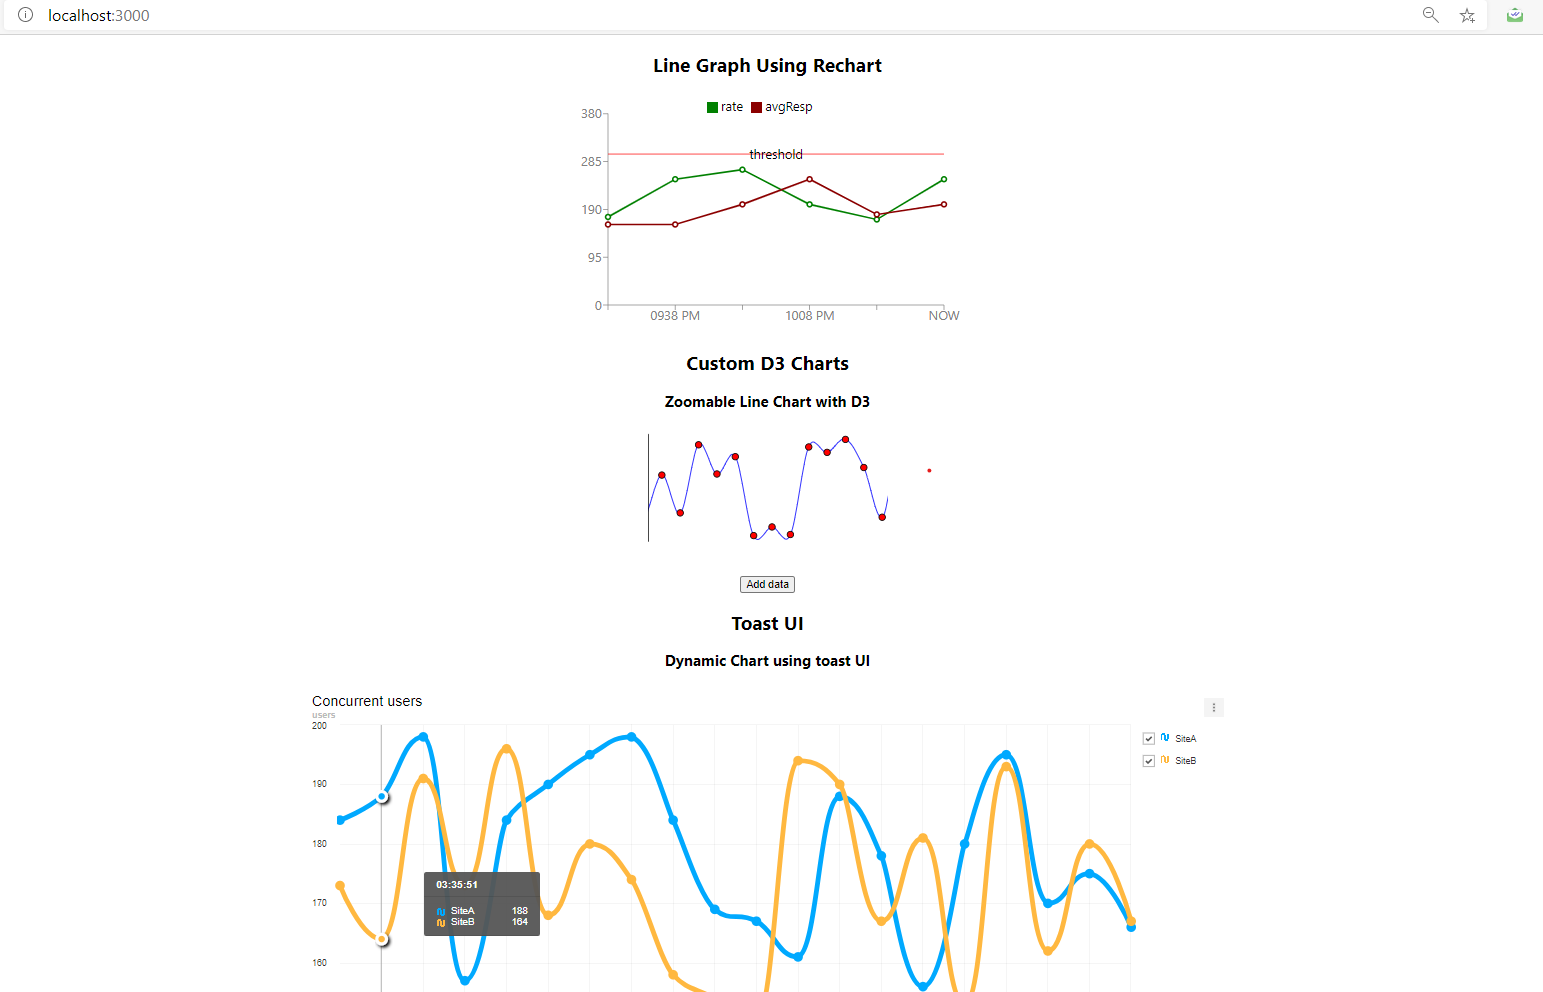 localhost:3000
Line Graph Using Rechart
rate avgResp
380
threshold
285
190
95
0
0938 PM 1008 PM NOW
Custom D3 Charts
Zoomable Line Chart with D3
Add data
Toast UI
Dynamic Chart using toast UI
Concurrent users
users
200
SiteA
SiteB
190
180
170
160
03:35:51
SiteA 188
SiteB 164